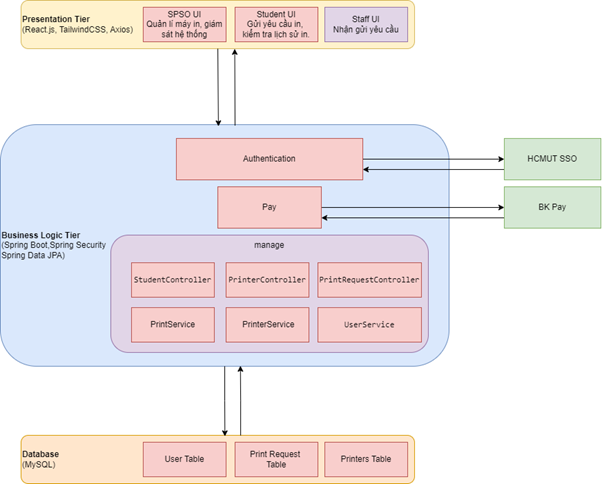 Presentation Tier
(React.js, TailwindCSS, Axios)
SPSO UI
Quản lí máy in, giám
sát hệ thống
Student UI
Gửi yêu cầu in,
kiểm tra lịch sử in.
Staff UI
Nhận gửi yêu cầu
Authentication
HCMUT SSO
Pay
BK Pay
Business Logic Tier
(Spring Boot,Spring Security
Spring Data JPA)
manage
StudentController
PrinterController
PrintRequestController
PrintService
PrinterService
UserService
Database
(MySQL)
User Table
Print Request
Table
Printers Table